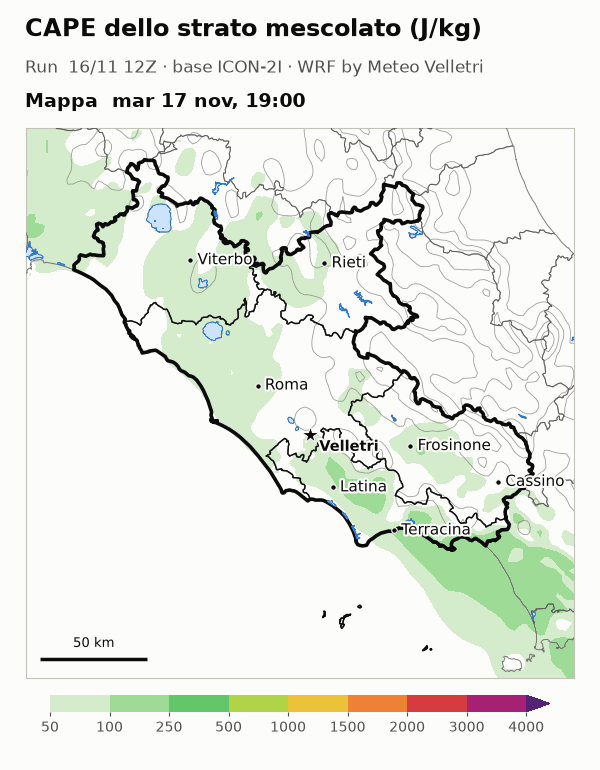 CAPE dello strato mescolato (J/kg)
Run 16/11 12Z · base ICON-2I · WRF by Meteo Velletri
Mappa mar 17 nov, 19:00
Viterbo
Rieti
Roma
Velletri
Frosinone
Cassino
Latina
Terracina
50 km
50 100 250 500 1000 1500 2000 3000 4000